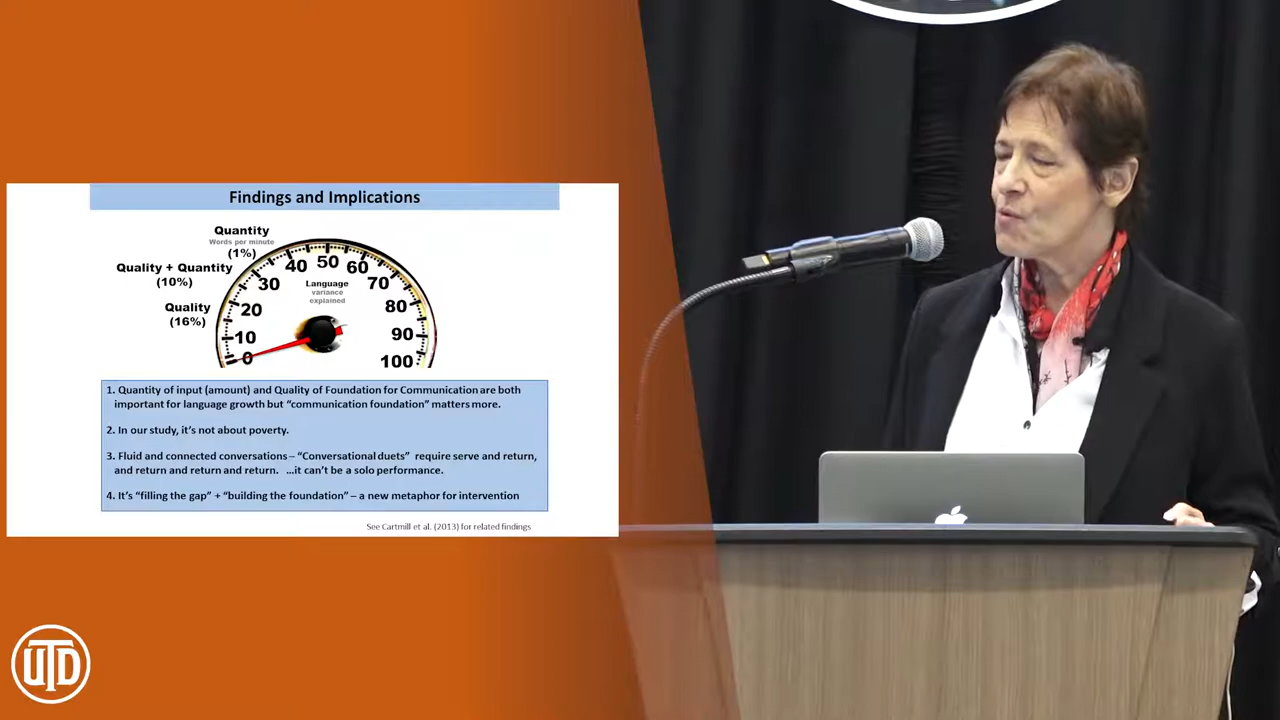 Findings and Implications
Quantity
Words per minute
(1%)
Quality + Quantity
(10%)
Quality
(16%)
0
10
20
30
40
50
60
70
80
90
100
Language
variance
explained
1. Quantity of input (amount) and Quality of Foundation for Communication are both
important for language growth but “communication foundation” matters more.
2. In our study, it’s not about poverty.
3. Fluid and connected conversations – “Conversational duets” require serve and return,
and return and return and return. ...it can’t be a solo performance.
4. It’s “filling the gap” + “building the foundation” – a new metaphor for intervention
See Cartmill et al. (2013) for related findings
UTD